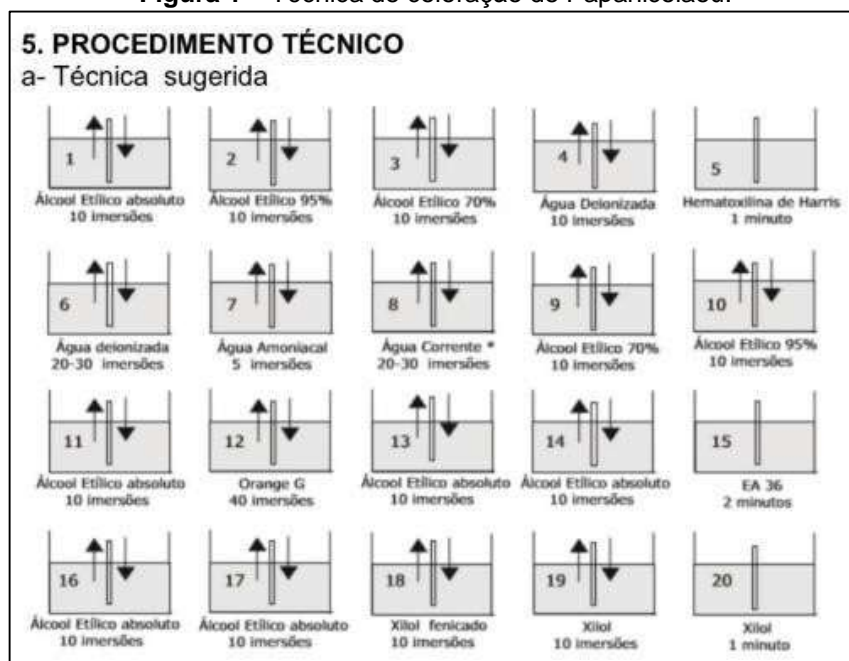 Figura 1 – Técnica de coloração de Papanicolaou.
5. PROCEDIMENTO TÉCNICO
a- Técnica sugerida
1
Álcool Etílico absoluto
10 imersões
2
Álcool Etílico 95%
10 imersões
3
Álcool Etílico 70%
10 imersões
4
Água Deionizada
10 imersões
5
Hematoxilina de Harris
1 minuto
6
Água deionizada
20-30 imersões
7
Água Amoniacal
5 imersões
8
Água Corrente *
20-30 imersões
9
Álcool Etílico 70%
10 imersões
10
Álcool Etílico 95%
10 imersões
11
Álcool Etílico absoluto
10 imersões
12
Orange G
40 imersões
13
Álcool Etílico absoluto
10 imersões
14
Álcool Etílico absoluto
10 imersões
15
EA 36
2 minutos
16
Álcool Etílico absoluto
10 imersões
17
Álcool Etílico absoluto
10 imersões
18
Xilol fenicado
10 imersões
19
Xilol
10 imersões
20
Xilol
1 minuto